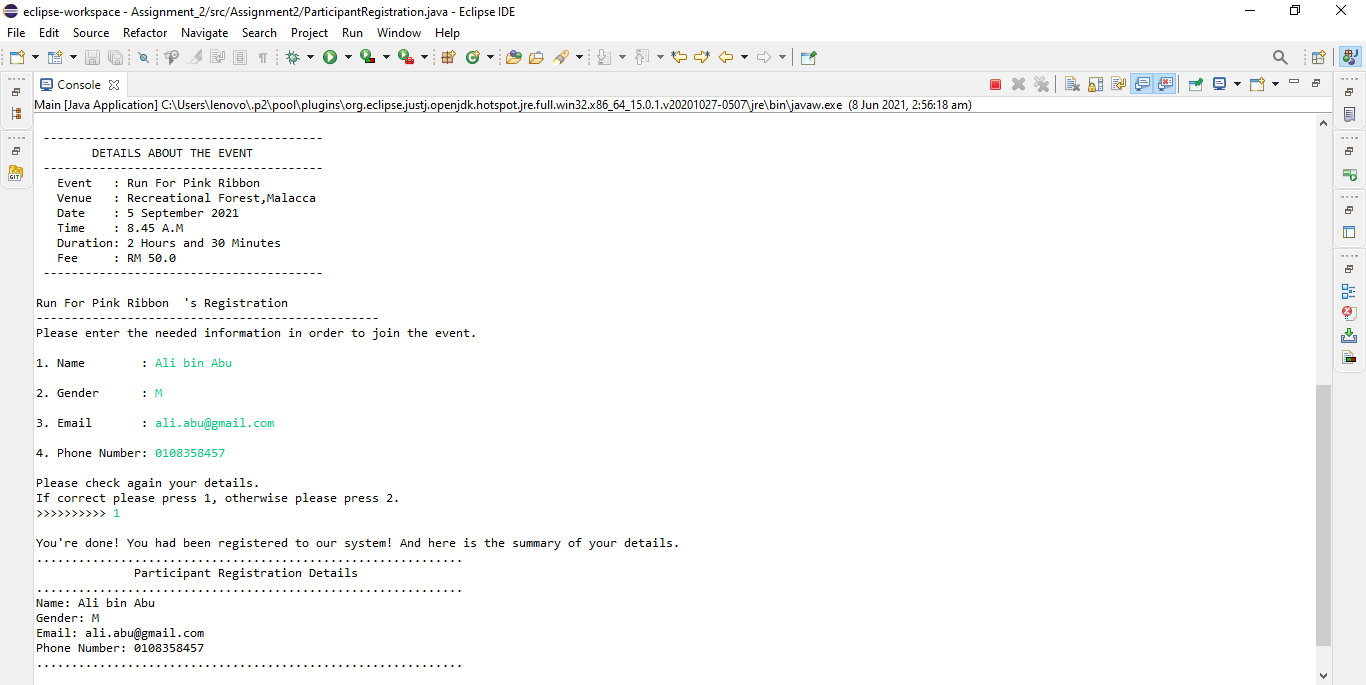 eclipse-workspace - Assignment_2/src/Assignment2/ParticipantRegistration.java - Eclipse IDE
File Edit Source Refactor Navigate Search Project Run Window Help
Console
Main [Java Application] C:\Users\lenovo\.p2\pool\plugins\org.eclipse.justj.openjdk.hotspot.jre.full.win32.x86_64_15.0.1.v20201027-0507\jre\bin\javaw.exe (8 Jun 2021, 2:56:18 am)
----------------------------------------
DETAILS ABOUT THE EVENT
----------------------------------------
Event : Run For Pink Ribbon
Venue : Recreational Forest,Malacca
Date : 5 September 2021
Time : 8.45 A.M
Duration: 2 Hours and 30 Minutes
Fee : RM 50.0
----------------------------------------
Run For Pink Ribbon 's Registration
-------------------------------------------------
Please enter the needed information in order to join the event.
1. Name : Ali bin Abu
2. Gender : M
3. Email : ali.abu@gmail.com
4. Phone Number: 0108358457
Please check again your details.
If correct please press 1, otherwise please press 2.
>>>>>>>>>> 1
You're done! You had been registered to our system! And here is the summary of your details.
.............................................................
Participant Registration Details
.............................................................
Name: Ali bin Abu
Gender: M
Email: ali.abu@gmail.com
Phone Number: 0108358457
.............................................................